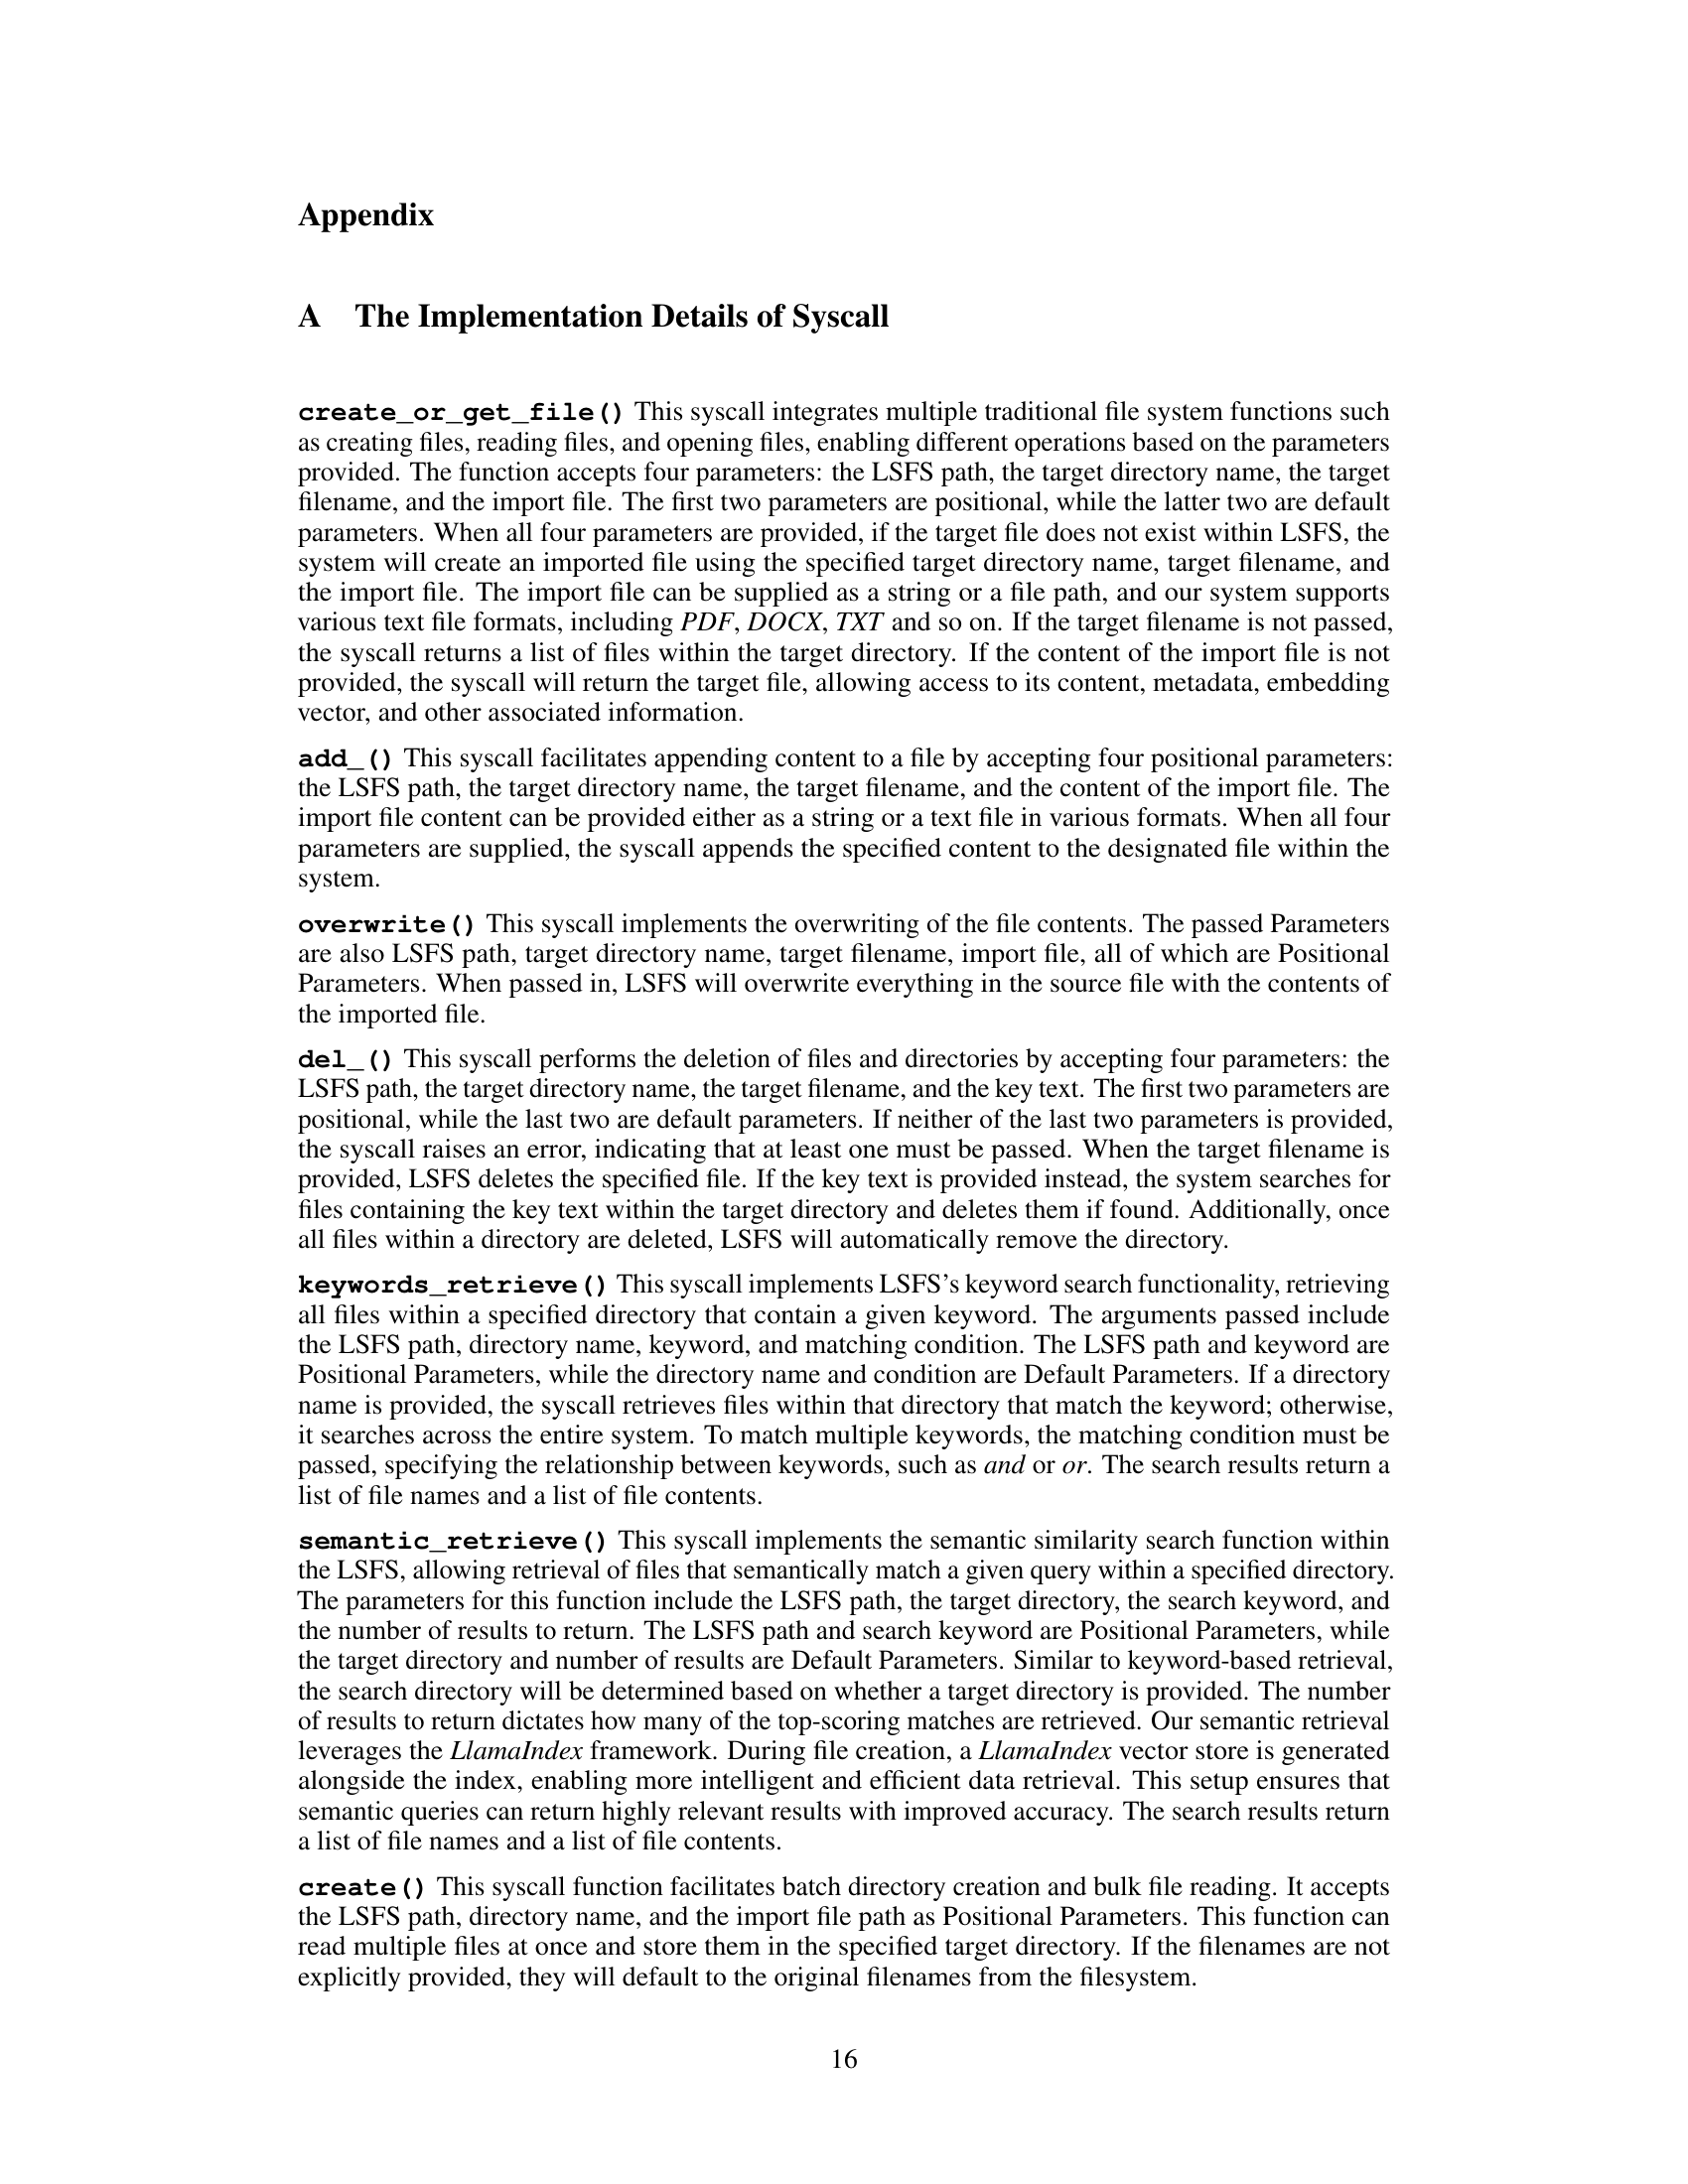 Appendix
A The Implementation Details of Syscall
create_or_get_file() This syscall integrates multiple traditional file system functions such
as creating files, reading files, and opening files, enabling different operations based on the parameters
provided. The function accepts four parameters: the LSFS path, the target directory name, the target
filename, and the import file. The first two parameters are positional, while the latter two are default
parameters. When all four parameters are provided, if the target file does not exist within LSFS, the
system will create an imported file using the specified target directory name, target filename, and
the import file. The import file can be supplied as a string or a file path, and our system supports
various text file formats, including PDF, DOCX, TXT and so on. If the target filename is not passed,
the syscall returns a list of files within the target directory. If the content of the import file is not
provided, the syscall will return the target file, allowing access to its content, metadata, embedding
vector, and other associated information.
add_() This syscall facilitates appending content to a file by accepting four positional parameters:
the LSFS path, the target directory name, the target filename, and the content of the import file. The
import file content can be provided either as a string or a text file in various formats. When all four
parameters are supplied, the syscall appends the specified content to the designated file within the
system.
overwrite() This syscall implements the overwriting of the file contents. The passed Parameters
are also LSFS path, target directory name, target filename, import file, all of which are Positional
Parameters. When passed in, LSFS will overwrite everything in the source file with the contents of
the imported file.
del_() This syscall performs the deletion of files and directories by accepting four parameters: the
LSFS path, the target directory name, the target filename, and the key text. The first two parameters are
positional, while the last two are default parameters. If neither of the last two parameters is provided,
the syscall raises an error, indicating that at least one must be passed. When the target filename is
provided, LSFS deletes the specified file. If the key text is provided instead, the system searches for
files containing the key text within the target directory and deletes them if found. Additionally, once
all files within a directory are deleted, LSFS will automatically remove the directory.
keywords_retrieve() This syscall implements LSFS's keyword search functionality, retrieving
all files within a specified directory that contain a given keyword. The arguments passed include
the LSFS path, directory name, keyword, and matching condition. The LSFS path and keyword are
Positional Parameters, while the directory name and condition are Default Parameters. If a directory
name is provided, the syscall retrieves files within that directory that match the keyword; otherwise,
it searches across the entire system. To match multiple keywords, the matching condition must be
passed, specifying the relationship between keywords, such as and or or. The search results return a
list of file names and a list of file contents.
semantic_retrieve() This syscall implements the semantic similarity search function within
the LSFS, allowing retrieval of files that semantically match a given query within a specified directory.
The parameters for this function include the LSFS path, the target directory, the search keyword, and
the number of results to return. The LSFS path and search keyword are Positional Parameters, while
the target directory and number of results are Default Parameters. Similar to keyword-based retrieval,
the search directory will be determined based on whether a target directory is provided. The number
of results to return dictates how many of the top-scoring matches are retrieved. Our semantic retrieval
leverages the LlamaIndex framework. During file creation, a LlamaIndex vector store is generated
alongside the index, enabling more intelligent and efficient data retrieval. This setup ensures that
semantic queries can return highly relevant results with improved accuracy. The search results return
a list of file names and a list of file contents.
create() This syscall function facilitates batch directory creation and bulk file reading. It accepts
the LSFS path, directory name, and the import file path as Positional Parameters. This function can
read multiple files at once and store them in the specified target directory. If the filenames are not
explicitly provided, they will default to the original filenames from the filesystem.
16